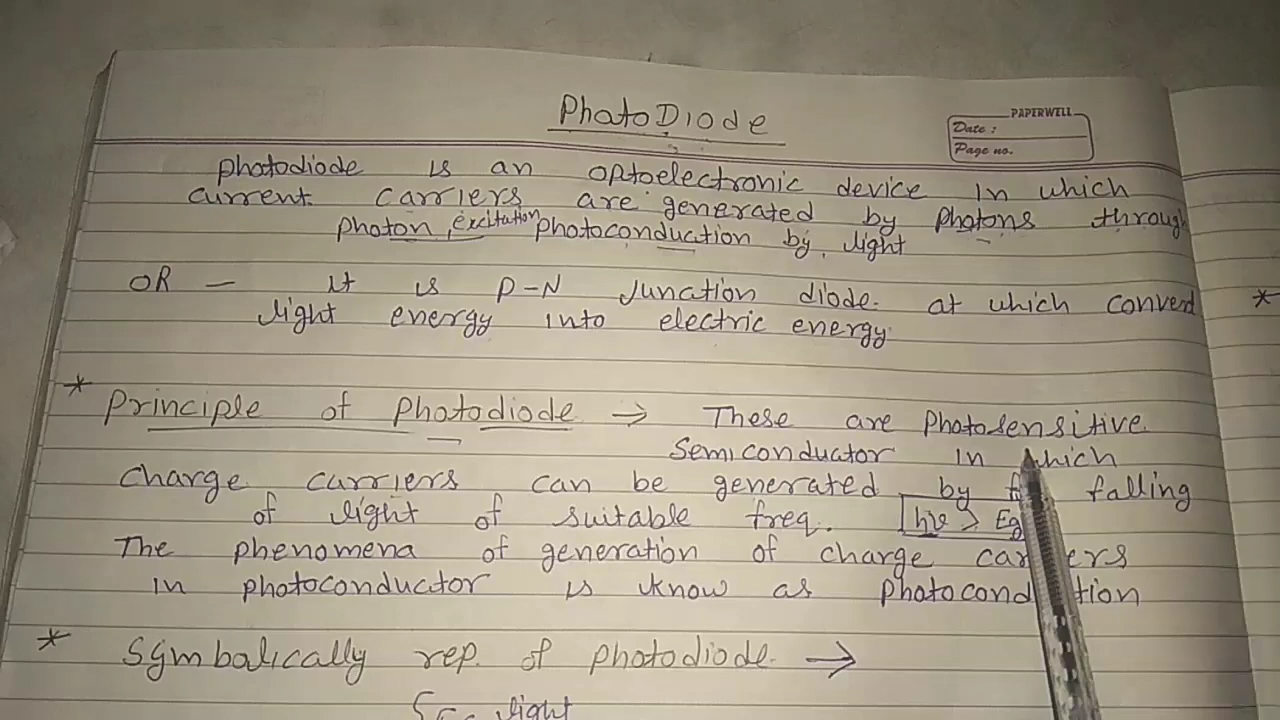 PhotoDiode
PAPERWELL
Date :
Page no.
photodiode is an optoelectronic device in which
current carriers are generated by photons through
photon excitation, photoconduction by light
OR — it is P-N Junction diode at which convert
light energy into electric energy
* Principle of photodiode → These are photosensitive
semiconductor in which
charge carriers can be generated by falling
of light of suitable freq. hν > Eg
The phenomena of generation of charge carriers
in photoconductor is know as photoconduction
* Symbolically rep. of photodiode →
light
*